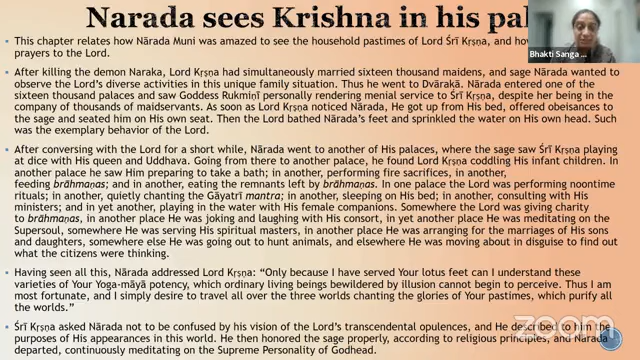 Narada sees Krishna in his pal
This chapter relates how Nārada Muni was amazed to see the household pastimes of Lord Śrī Kṛṣṇa, and how
prayers to the Lord.
After killing the demon Naraka, Lord Kṛṣṇa had simultaneously married sixteen thousand maidens, and sage Nārada wanted to
observe the Lord's diverse activities in this unique family situation. Thus he went to Dvārakā. Nārada entered one of the
sixteen thousand palaces and saw Goddess Rukmiṇī personally rendering menial service to Śrī Kṛṣṇa, despite her being in the
company of thousands of maidservants. As soon as Lord Kṛṣṇa noticed Nārada, He got up from His bed, offered obeisances to
the sage and seated him on His own seat. Then the Lord bathed Nārada's feet and sprinkled the water on His own head. Such
was the exemplary behavior of the Lord.
After conversing with the Lord for a short while, Nārada went to another of His palaces, where the sage saw Śrī Kṛṣṇa playing
at dice with His queen and Uddhava. Going from there to another palace, he found Lord Kṛṣṇa coddling His infant children. In
another palace he saw Him preparing to take a bath; in another, performing fire sacrifices, in another,
feeding brāhmaṇas; and in another, eating the remnants left by brāhmaṇas. In one palace the Lord was performing noontime
rituals; in another, quietly chanting the Gāyatrī mantra; in another, sleeping on His bed; in another, consulting with His
ministers; and in yet another, playing in the water with His female companions. Somewhere the Lord was giving charity
to brāhmaṇas, in another place He was joking and laughing with His consort, in yet another place He was meditating on the
Supersoul, somewhere He was serving His spiritual masters, in another place He was arranging for the marriages of His sons
and daughters, somewhere else He was going out to hunt animals, and elsewhere He was moving about in disguise to find out
what the citizens were thinking.
Having seen all this, Nārada addressed Lord Kṛṣṇa: "Only because I have served Your lotus feet can I understand these
varieties of Your Yoga-māyā potency, which ordinary living beings bewildered by illusion cannot begin to perceive. Thus I am
most fortunate, and I simply desire to travel all over the three worlds chanting the glories of Your pastimes, which purify all
the worlds."
Śrī Kṛṣṇa asked Nārada not to be confused by his vision of the Lord's transcendental opulences, and He described to him the
purposes of His appearances in this world. He then honored the sage properly, according to religious principles, and Nārada
departed, continuously meditating on the Supreme Personality of Godhead.
Bhakti Sanga ...
zoom